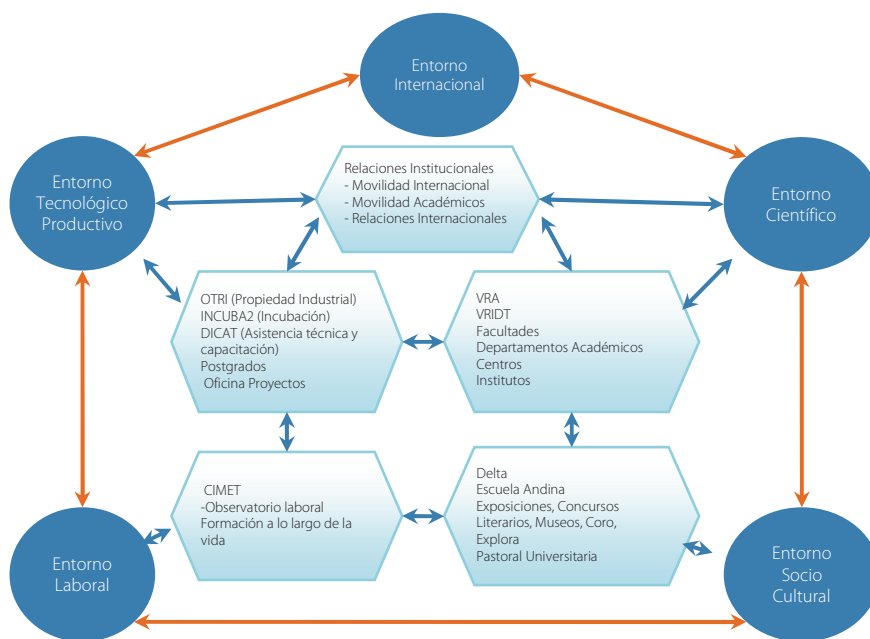 Entorno
Internacional
Entorno
Tecnológico
Productivo
Relaciones Institucionales
- Movilidad Internacional
- Movilidad Académicos
- Relaciones Internacionales
Entorno
Científico
OTRI (Propiedad Industrial)
INCUBA2 (Incubación)
DICAT (Asistencia técnica y
capacitación)
Postgrados
Oficina Proyectos
VRA
VRIDT
Facultades
Departamentos Académicos
Centros
Institutos
CIMET
-Observatorio laboral
Formación a lo largo de la
vida
Delta
Escuela Andina
Exposiciones, Concursos
Literarios, Museos, Coro,
Explora
Pastoral Universitaria
Entorno
Laboral
Entorno
Socio
Cultural